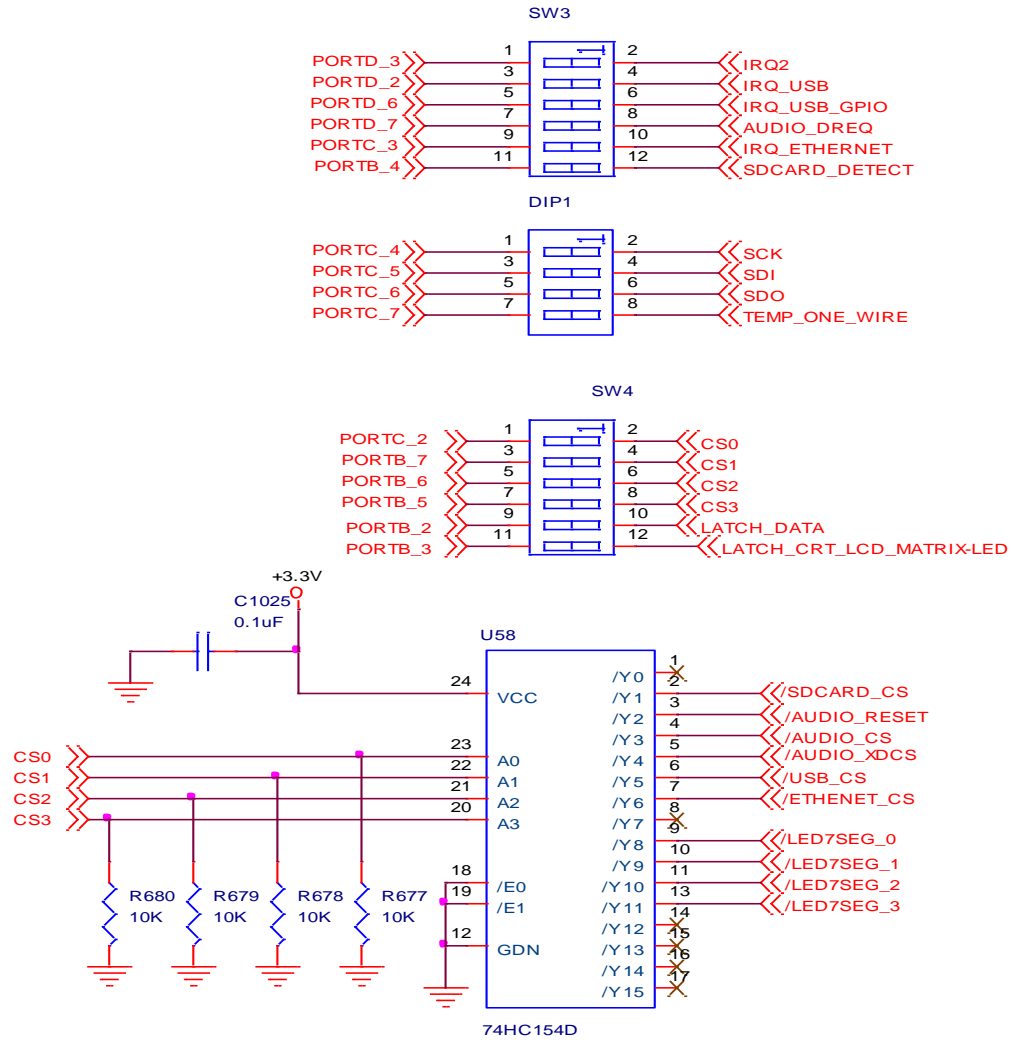 SW3
PORTD_3 1 2 IRQ2
PORTD_2 3 4 IRQ_USB
PORTD_6 5 6 IRQ_USB_GPIO
PORTD_7 7 8 AUDIO_DREQ
PORTC_3 9 10 IRQ_ETHERNET
PORTB_4 11 12 SDCARD_DETECT
DIP1
PORTC_4 1 2 SCK
PORTC_5 3 4 SDI
PORTC_6 5 6 SDO
PORTC_7 7 8 TEMP_ONE_WIRE
SW4
PORTC_2 1 2 CS0
PORTB_7 3 4 CS1
PORTB_6 5 6 CS2
PORTB_5 7 8 CS3
PORTB_2 9 10 LATCH_DATA
PORTB_3 11 12 LATCH_CRT_LCD_MATRIX-LED
+3.3V
C1025
0.1uF
U58
/Y0 1
24 VCC /Y1 2 /SDCARD_CS
/Y2 3 /AUDIO_RESET
/Y3 4 /AUDIO_CS
CS0 23 A0 /Y4 5 /AUDIO_XDCS
CS1 22 A1 /Y5 6 /USB_CS
CS2 21 A2 /Y6 7 /ETHENET_CS
CS3 20 A3 /Y7 8
/Y8 9 /LED7SEG_0
/Y9 10 /LED7SEG_1
18 /E0 /Y10 11 /LED7SEG_2
19 /E1 /Y11 13 /LED7SEG_3
/Y12 14
12 GDN /Y13 15
/Y14 16
/Y15 17
R680 R679 R678 R677
10K 10K 10K 10K
74HC154D